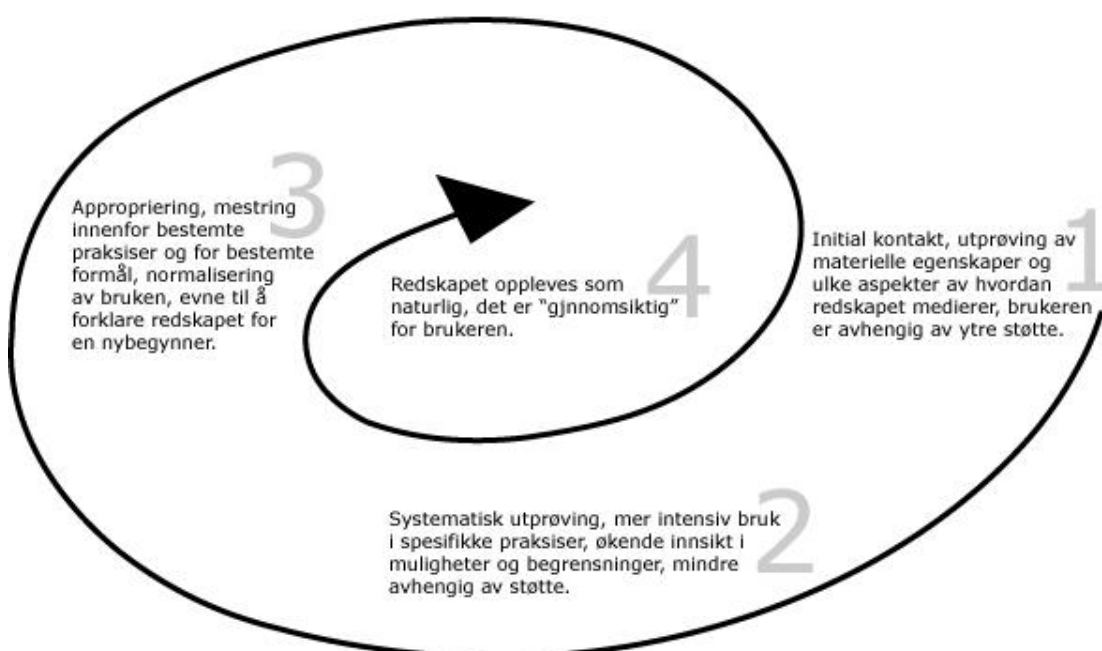 1
Initial kontakt, utprøving av
materielle egenskaper og
ulke aspekter av hvordan
redskapet medierer, brukeren
er avhengig av ytre støtte.
2
Systematisk utprøving, mer intensiv bruk
i spesifikke praksiser, økende innsikt i
muligheter og begrensninger, mindre
avhengig av støtte.
3
Appropriering, mestring
innenfor bestemte
praksiser og for bestemte
formål, normalisering
av bruken, evne til å
forklare redskapet for
en nybegynner.
4
Redskapet oppleves som
naturlig, det er “gjnnomsiktig”
for brukeren.